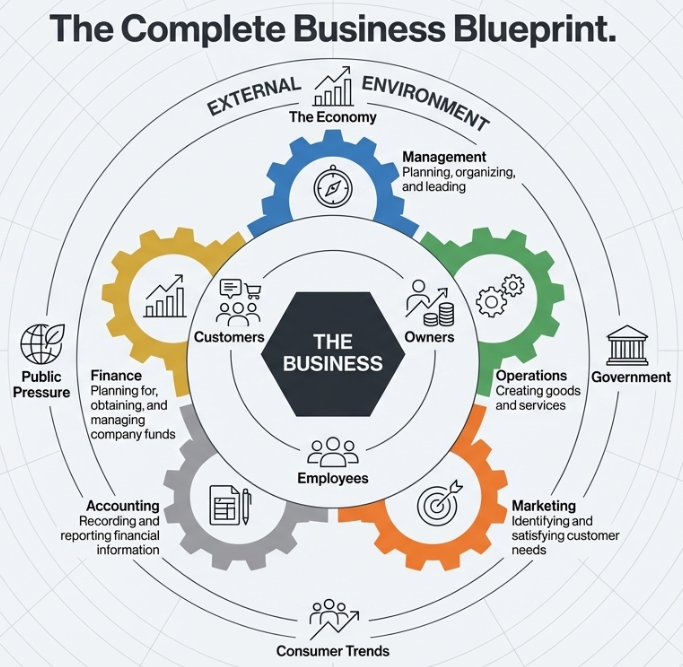 The Complete Business Blueprint.
EXTERNAL ENVIRONMENT
The Economy
Management
Planning, organizing,
and leading
Customers
Owners
THE
BUSINESS
Public
Pressure
Government
Finance
Planning for,
obtaining, and
managing
company funds
Operations
Creating goods
and services
Employees
Accounting
Recording and
reporting financial
information
Marketing
Identifying and
satisfying customer
needs
Consumer Trends